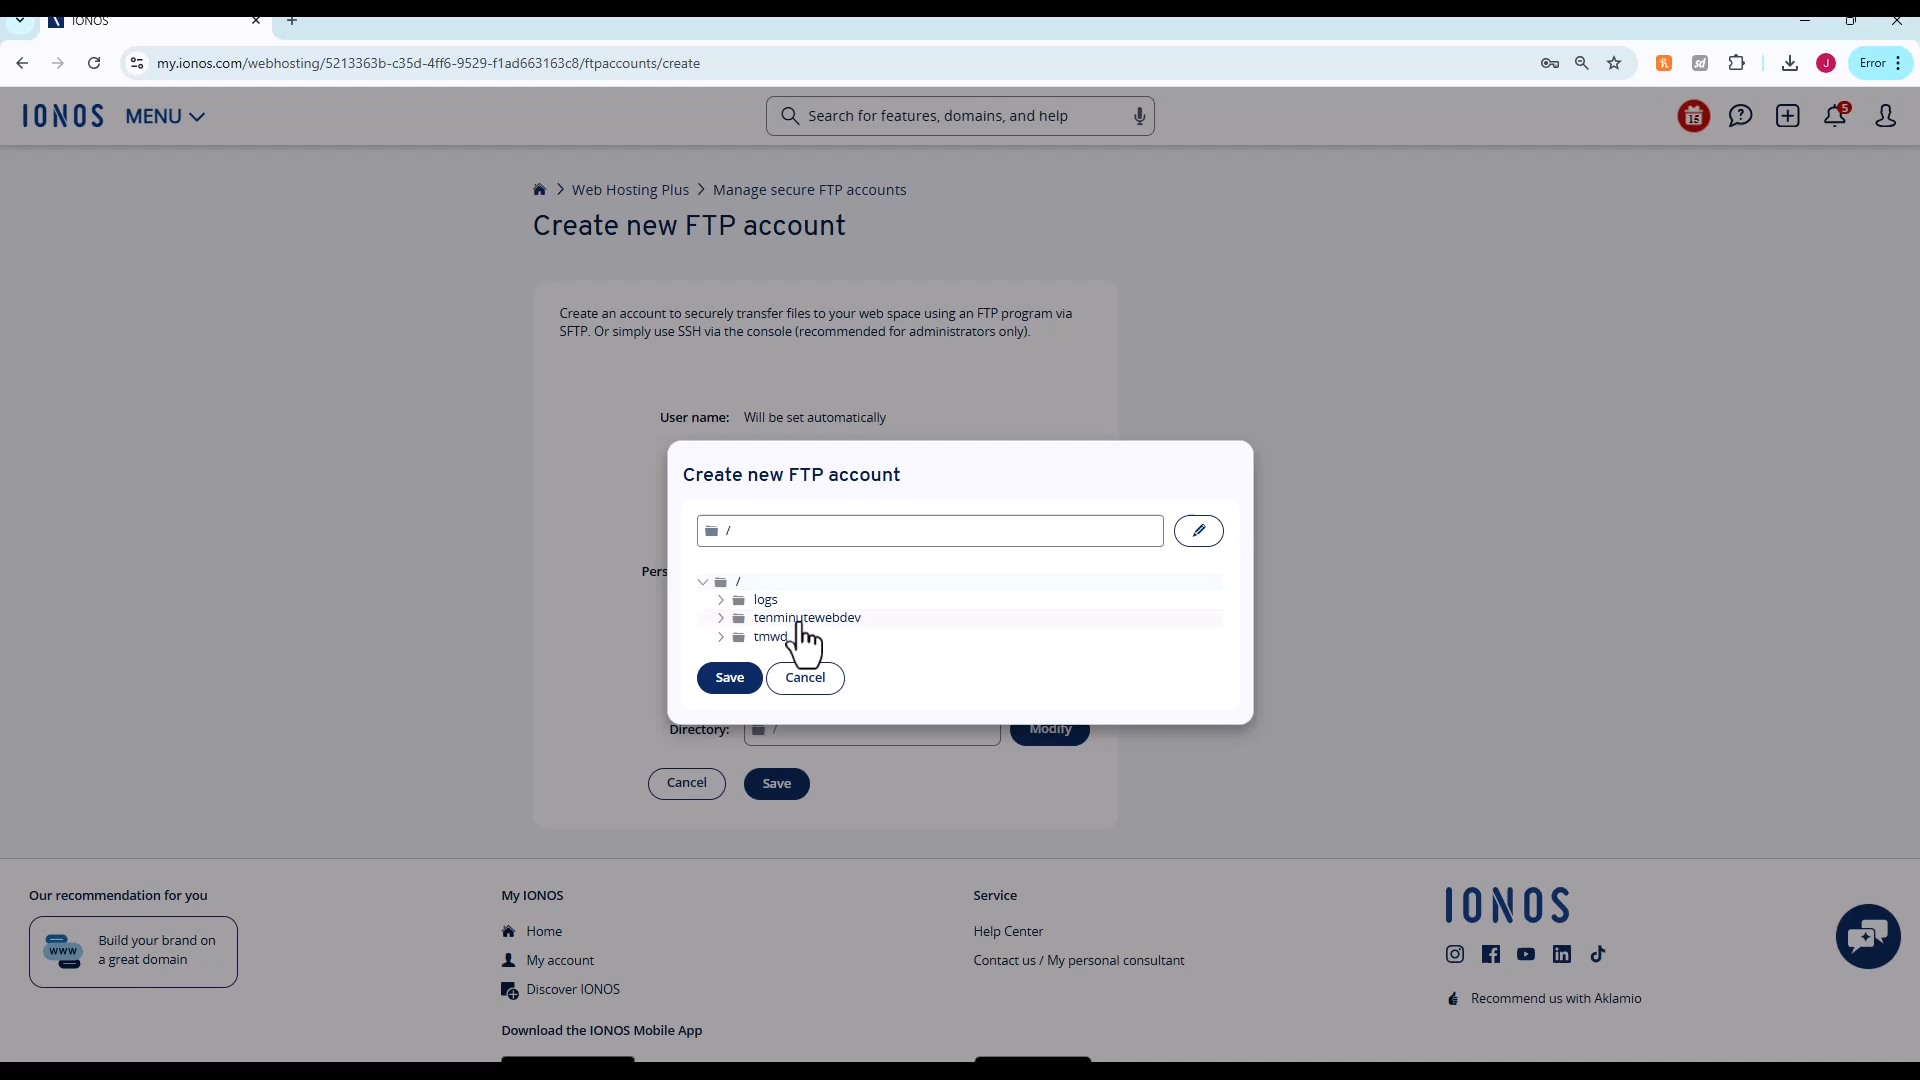 IONOS
my.ionos.com/webhosting/5213363b-c35d-4ff6-9529-f1ad663163c8/ftpaccounts/create
sd
J
Error
IONOS
MENU
Search for features, domains, and help
15
5
Web Hosting Plus
Manage secure FTP accounts
Create new FTP account
Create an account to securely transfer files to your web space using an FTP program via
SFTP. Or simply use SSH via the console (recommended for administrators only).
User name: Will be set automatically
Create new FTP account
/
Pers
/
logs
tenminutewebdev
tmwd
Save
Cancel
Directory:
/
Modify
Cancel
Save
Our recommendation for you
www
Build your brand on
a great domain
My IONOS
Home
My account
Discover IONOS
Download the IONOS Mobile App
Service
Help Center
Contact us / My personal consultant
IONOS
Recommend us with Aklamio